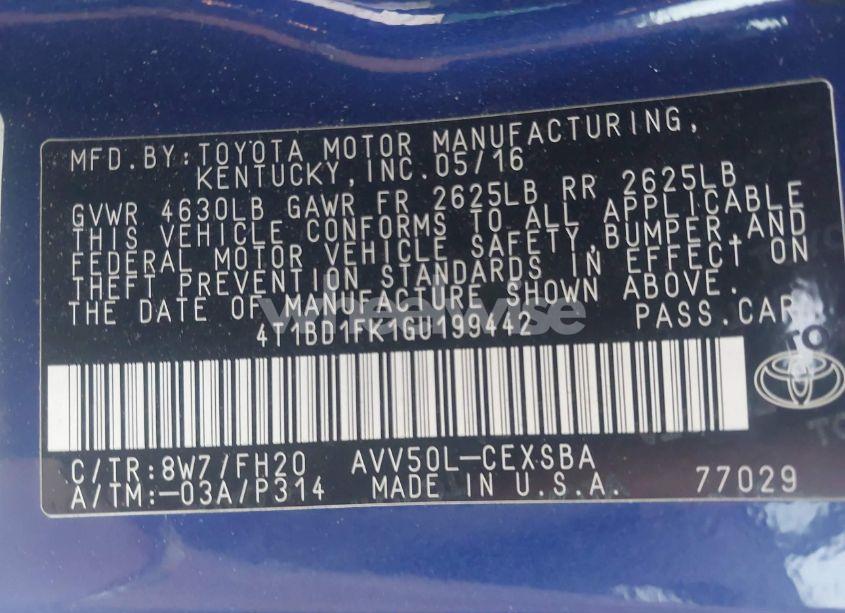 MFD.BY:TOYOTA MOTOR MANUFACTURING,
KENTUCKY,INC.05/16
GVWR 4630LB GAWR FR 2625LB RR 2625LB
THIS VEHICLE CONFORMS TO ALL APPLICABLE
FEDERAL MOTOR VEHICLE SAFETY,BUMPER,AND
THEFT PREVENTION STANDARDS IN EFFECT ON
THE DATE OF MANUFACTURE SHOWN ABOVE.
4T1BD1FK1GU199442 PASS.CAR
C/TR:8W7/FH20 AVV50L-CEXSBA
A/TM:-03A/P314 MADE IN U.S.A. 77029